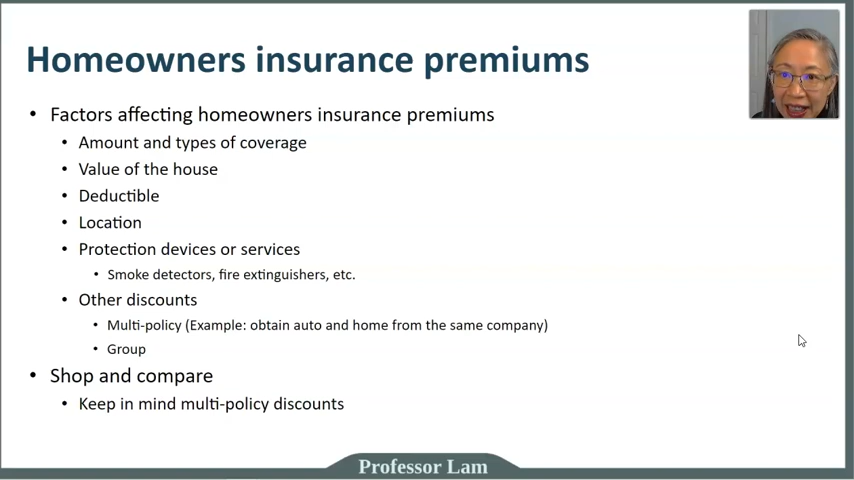 Homeowners insurance premiums
• Factors affecting homeowners insurance premiums
• Amount and types of coverage
• Value of the house
• Deductible
• Location
• Protection devices or services
• Smoke detectors, fire extinguishers, etc.
• Other discounts
• Multi-policy (Example: obtain auto and home from the same company)
• Group
• Shop and compare
• Keep in mind multi-policy discounts
Professor Lam